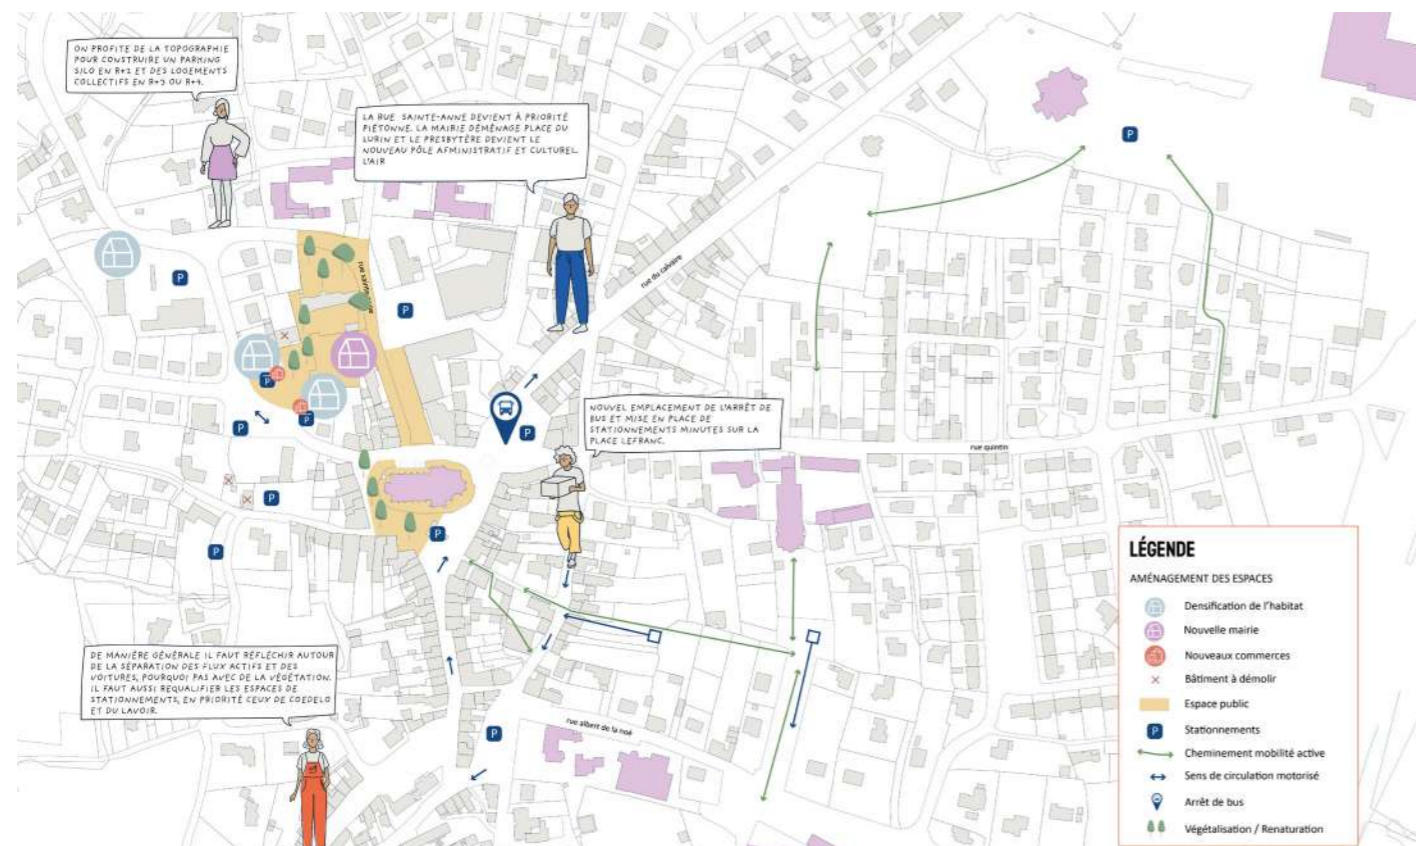 ON PROFITE DE LA TOPOGRAPHIE
POUR CONSTRUIRE UN PARKING
SILO EN R+2 ET DES LOGEMENTS
COLLECTIFS EN R+3 OU R+4.
LA RUE SAINTE-ANNE DEVIENT À PRIORITÉ
PIÉTONNE. LA MAIRIE DÉMÉNAGE PLACE DU
LURIN ET LE PRESBYTÈRE DEVIENT LE
NOUVEAU PÔLE AFMINISTRATIF ET CULTUREL.
L'AIR
P
rue du calvaire
P
rue sainte
P
P
P
P
P
NOUVEL EMPLACEMENT DE L'ARRÊT DE
BUS ET MISE EN PLACE DE
STATIONNEMENTS MINUTES SUR LA
PLACE LEFRANC.
P
rue quintin
P
P
P
DE MANIÈRE GÉNÉRALE IL FAUT RÉFLÉCHIR AUTOUR
DE LA SÉPARATION DES FLUX ACTIFS ET DES
VOITURES, POURQUOI PAS AVEC DE LA VÉGÉTATION.
IL FAUT AUSSI REQUALIFIER LES ESPACES DE
STATIONNEMENTS, EN PRIORITÉ CEUX DE COEDELO
ET DU LAVOIR.
rue albert de la noé
P
LÉGENDE
AMÉNAGEMENT DES ESPACES
Densification de l'habitat
Nouvelle mairie
Nouveaux commerces
Bâtiment à démolir
Espace public
P Stationnements
Cheminement mobilité active
Sens de circulation motorisé
Arrêt de bus
Végétalisation / Renaturation